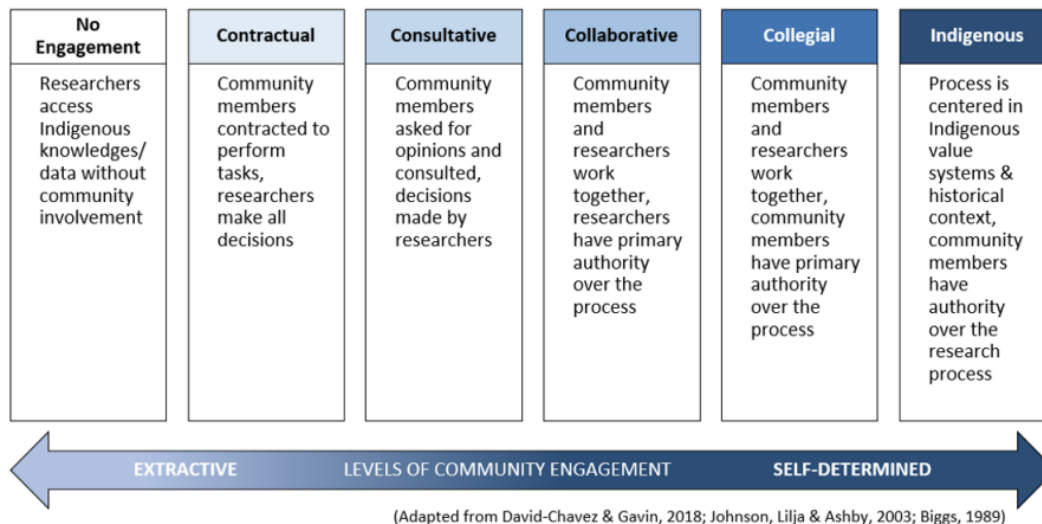 No
Engagement
Researchers
access
Indigenous
knowledges/
data without
community
involvement
Contractual
Community
members
contracted to
perform
tasks,
researchers
make all
decisions
Consultative
Community
members
asked for
opinions and
consulted,
decisions
made by
researchers
Collaborative
Community
members
and
researchers
work
together,
researchers
have primary
authority
over the
process
Collegial
Community
members
and
researchers
work
together,
community
members
have primary
authority
over the
process
Indigenous
Process is
centered in
Indigenous
value
systems &
historical
context,
community
members
have
authority
over the
research
process
EXTRACTIVE LEVELS OF COMMUNITY ENGAGEMENT SELF-DETERMINED
(Adapted from David-Chavez & Gavin, 2018; Johnson, Lilja & Ashby, 2003; Biggs, 1989)